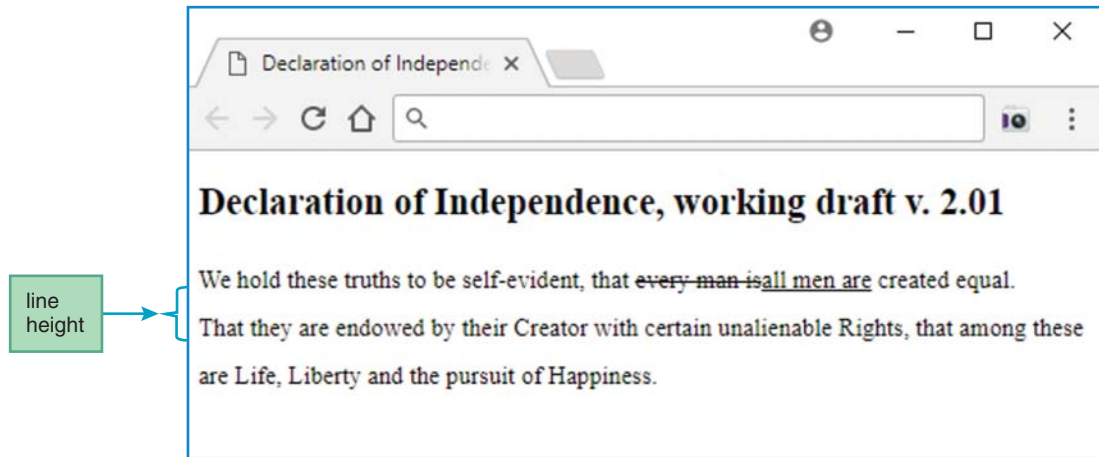 Declaration of Independe
Declaration of Independence, working draft v. 2.01
We hold these truths to be self-evident, that every man isall men are created equal.
That they are endowed by their Creator with certain unalienable Rights, that among these
are Life, Liberty and the pursuit of Happiness.
line
height